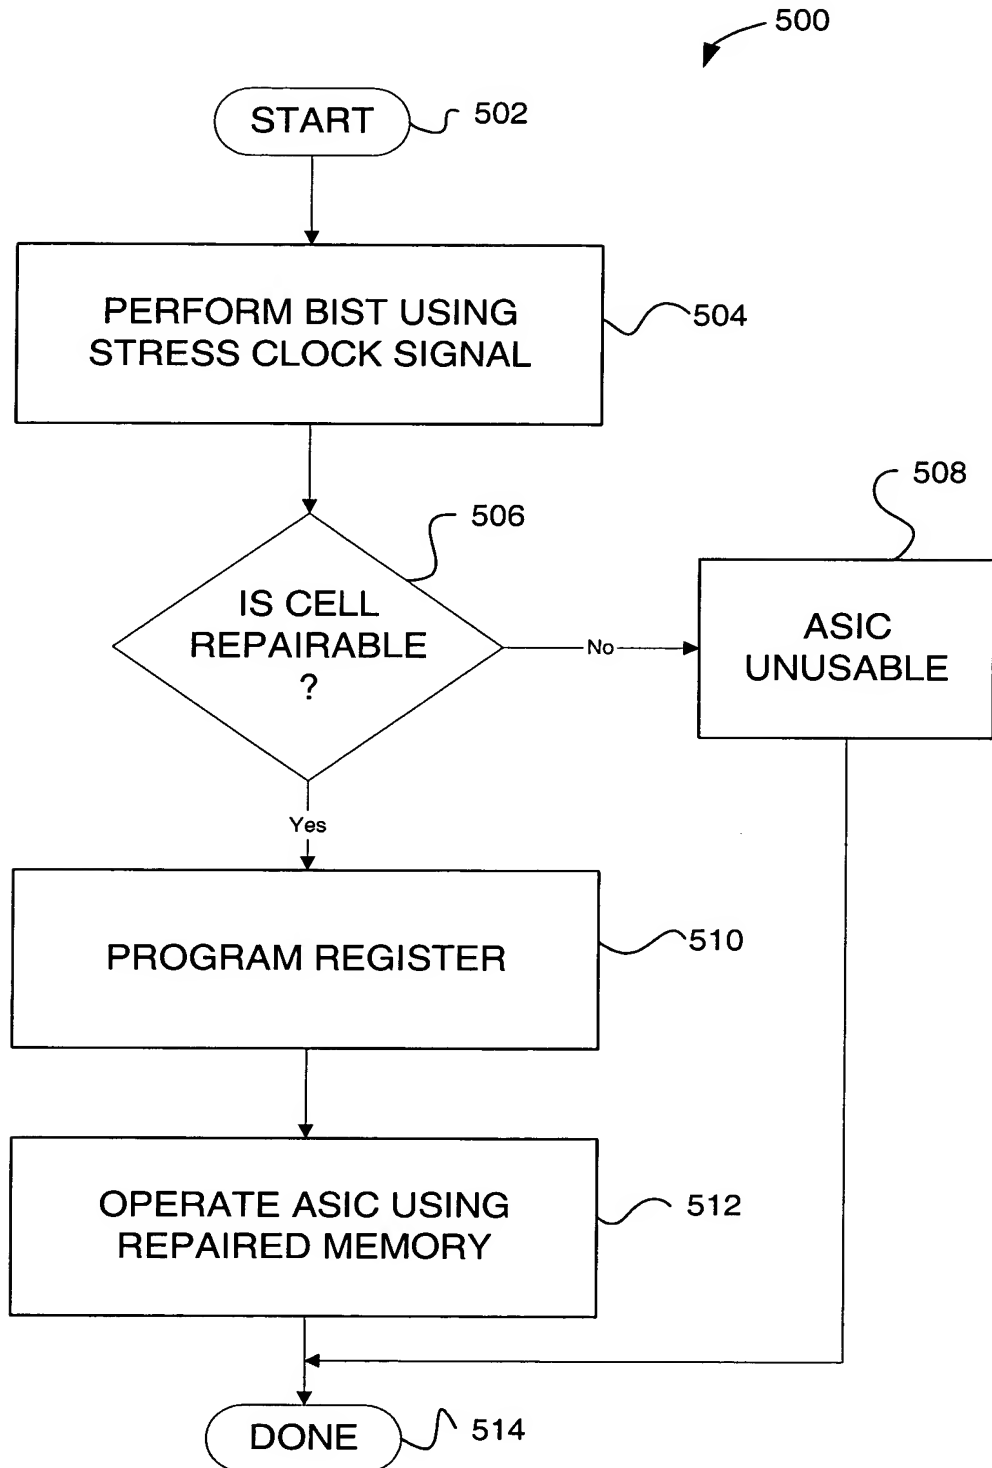 500
START
502
PERFORM BIST USING
STRESS CLOCK SIGNAL
504
506
IS CELL
REPAIRABLE
?
No
508
ASIC
UNUSABLE
Yes
PROGRAM REGISTER
510
OPERATE ASIC USING
REPAIRED MEMORY
512
DONE
514